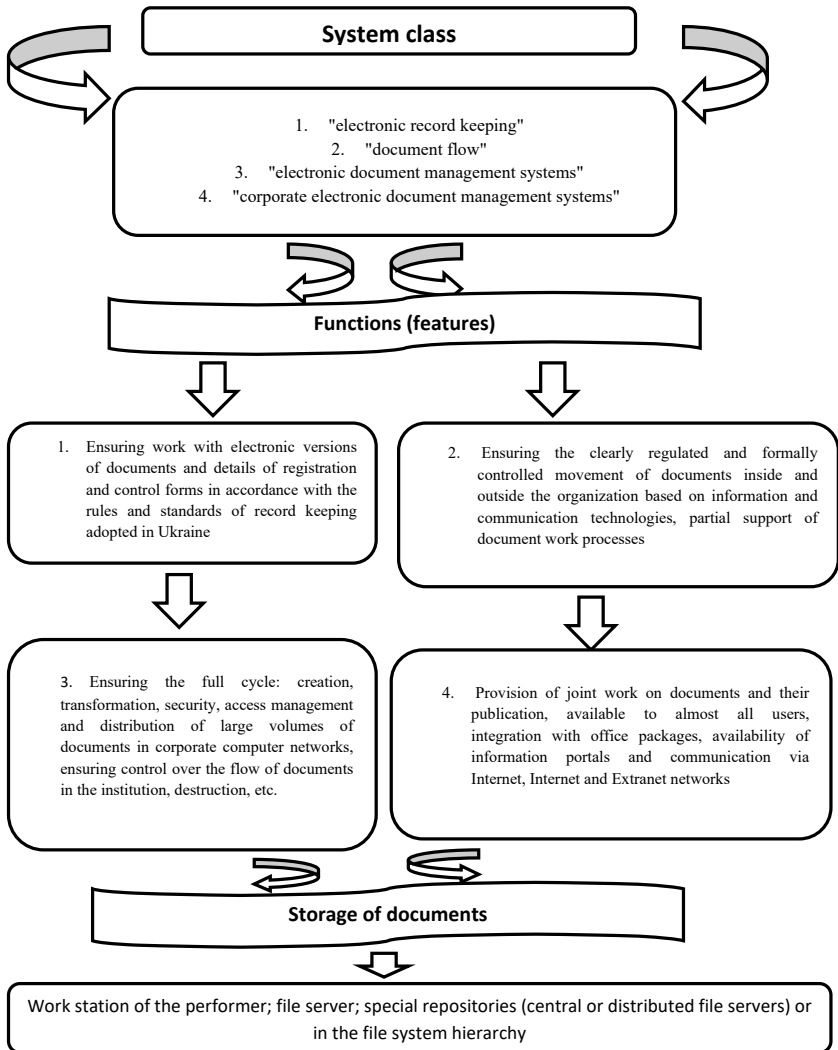 System class
1. "electronic record keeping"
2. "document flow"
3. "electronic document management systems"
4. "corporate electronic document management systems"
Functions (features)
1. Ensuring work with electronic versions
of documents and details of registration
and control forms in accordance with the
rules and standards of record keeping
adopted in Ukraine
2. Ensuring the clearly regulated and formally
controlled movement of documents inside and
outside the organization based on information and
communication technologies, partial support of
document work processes
3. Ensuring the full cycle: creation,
transformation, security, access management
and distribution of large volumes of
documents in corporate computer networks,
ensuring control over the flow of documents
in the institution, destruction, etc.
4. Provision of joint work on documents and their
publication, available to almost all users,
integration with office packages, availability of
information portals and communication via
Internet, Internet and Extranet networks
Storage of documents
Work station of the performer; file server; special repositories (central or distributed file servers) or
in the file system hierarchy